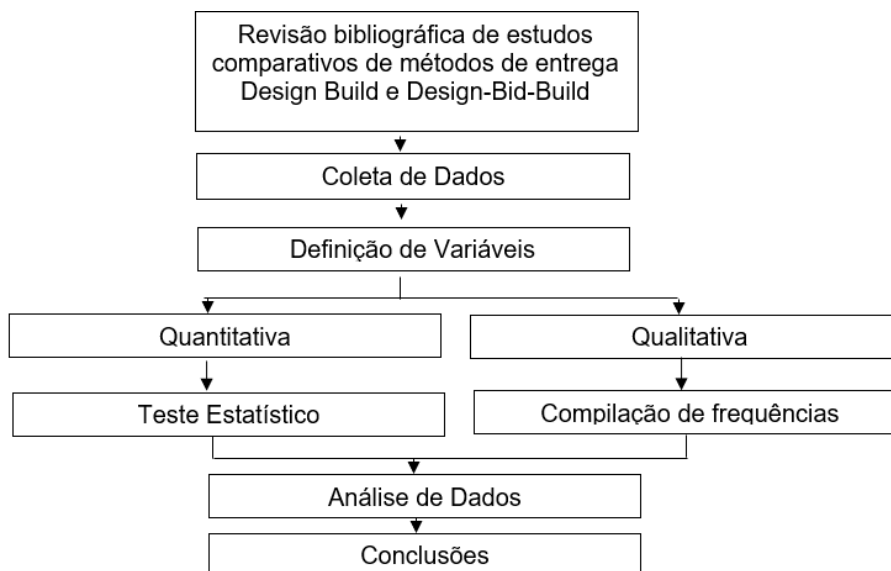 Revisão bibliográfica de estudos
comparativos de métodos de entrega
Design Build e Design-Bid-Build
Coleta de Dados
Definição de Variáveis
Quantitativa
Qualitativa
Teste Estatístico
Compilação de frequências
Análise de Dados
Conclusões